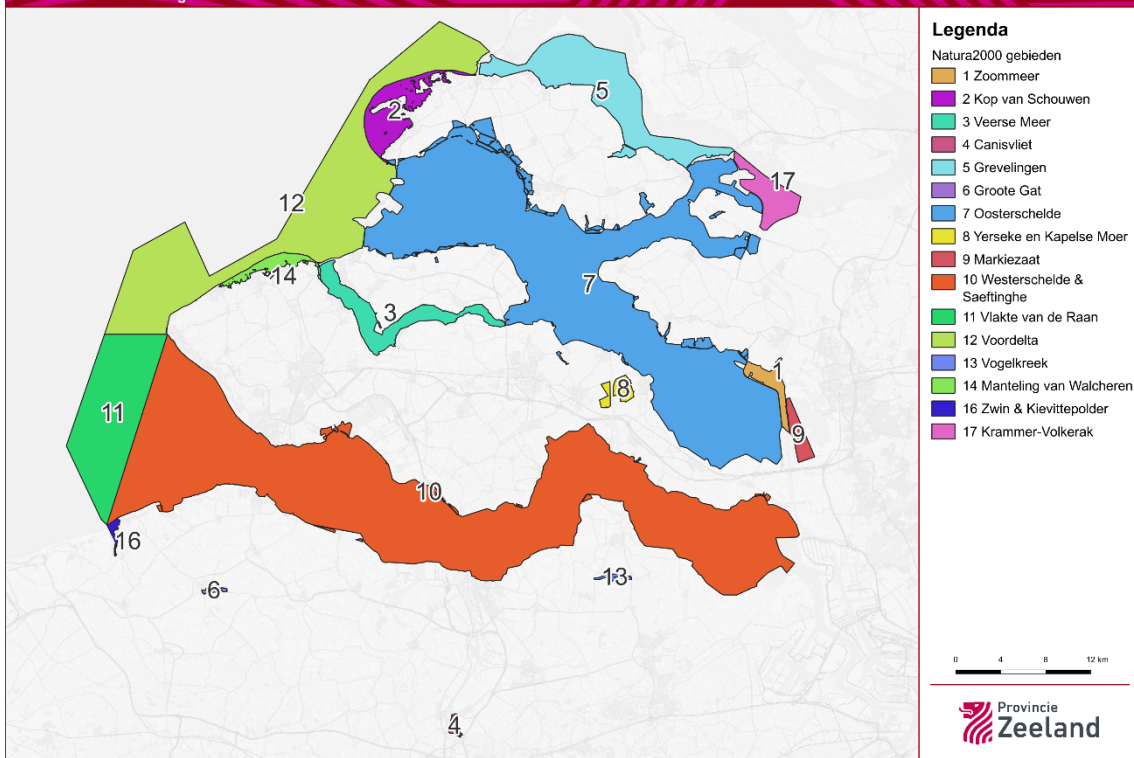 Legenda
Natura2000 gebieden
1 Zoommeer
2 Kop van Schouwen
3 Veerse Meer
4 Canisvliet
5 Grevelingen
6 Groote Gat
7 Oosterschelde
8 Yerseke en Kapelse Moer
9 Markiezaat
10 Westerschelde &
Saeftinghe
11 Vlakte van de Raan
12 Voordelta
13 Vogelkreek
14 Manteling van Walcheren
16 Zwin & Kievittepolder
17 Krammer-Volkerak
5
2
17
12
14
7
3
1
8
11
9
10
16
13
6
4
0 4 8 12 km
Provincie
Zeeland